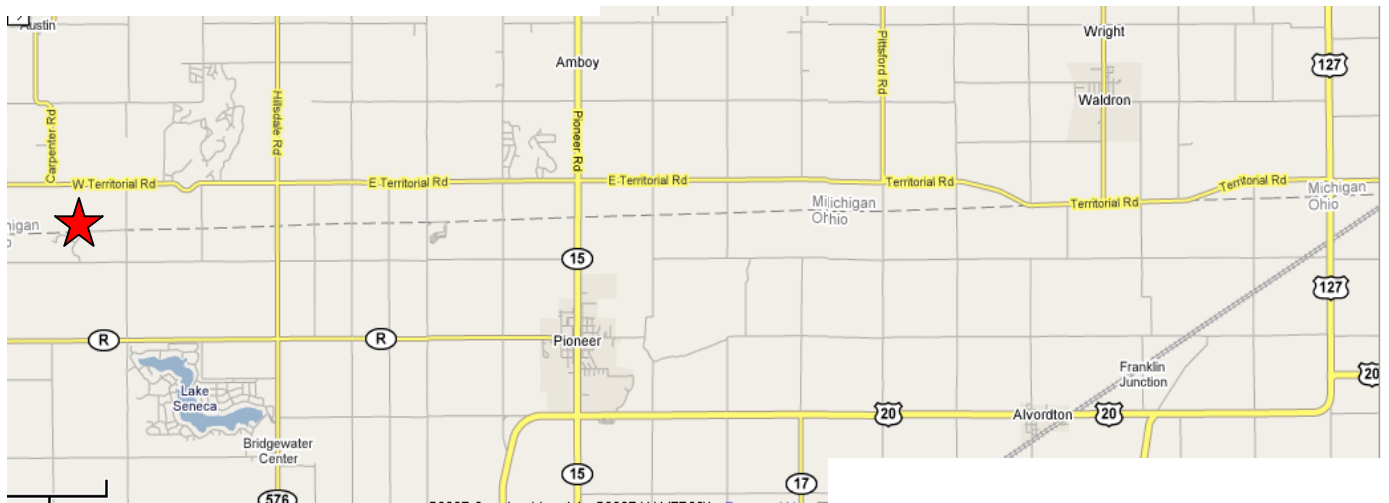 Austin
Wright
127
Amboy
Pittsford Rd
Waldron
Hillsdale Rd
Carpenter Rd
Pioneer Rd
W Territorial Rd
E Territorial Rd
E Territorial Rd
Territorial Rd
Territorial Rd
Territorial Rd
Michigan
Ohio
Michigan
Ohio
15
127
R
R
Pioneer
Lake
Seneca
Franklin
Junction
20
20
Alvordton
20
Bridgewater
Center
15
17
576